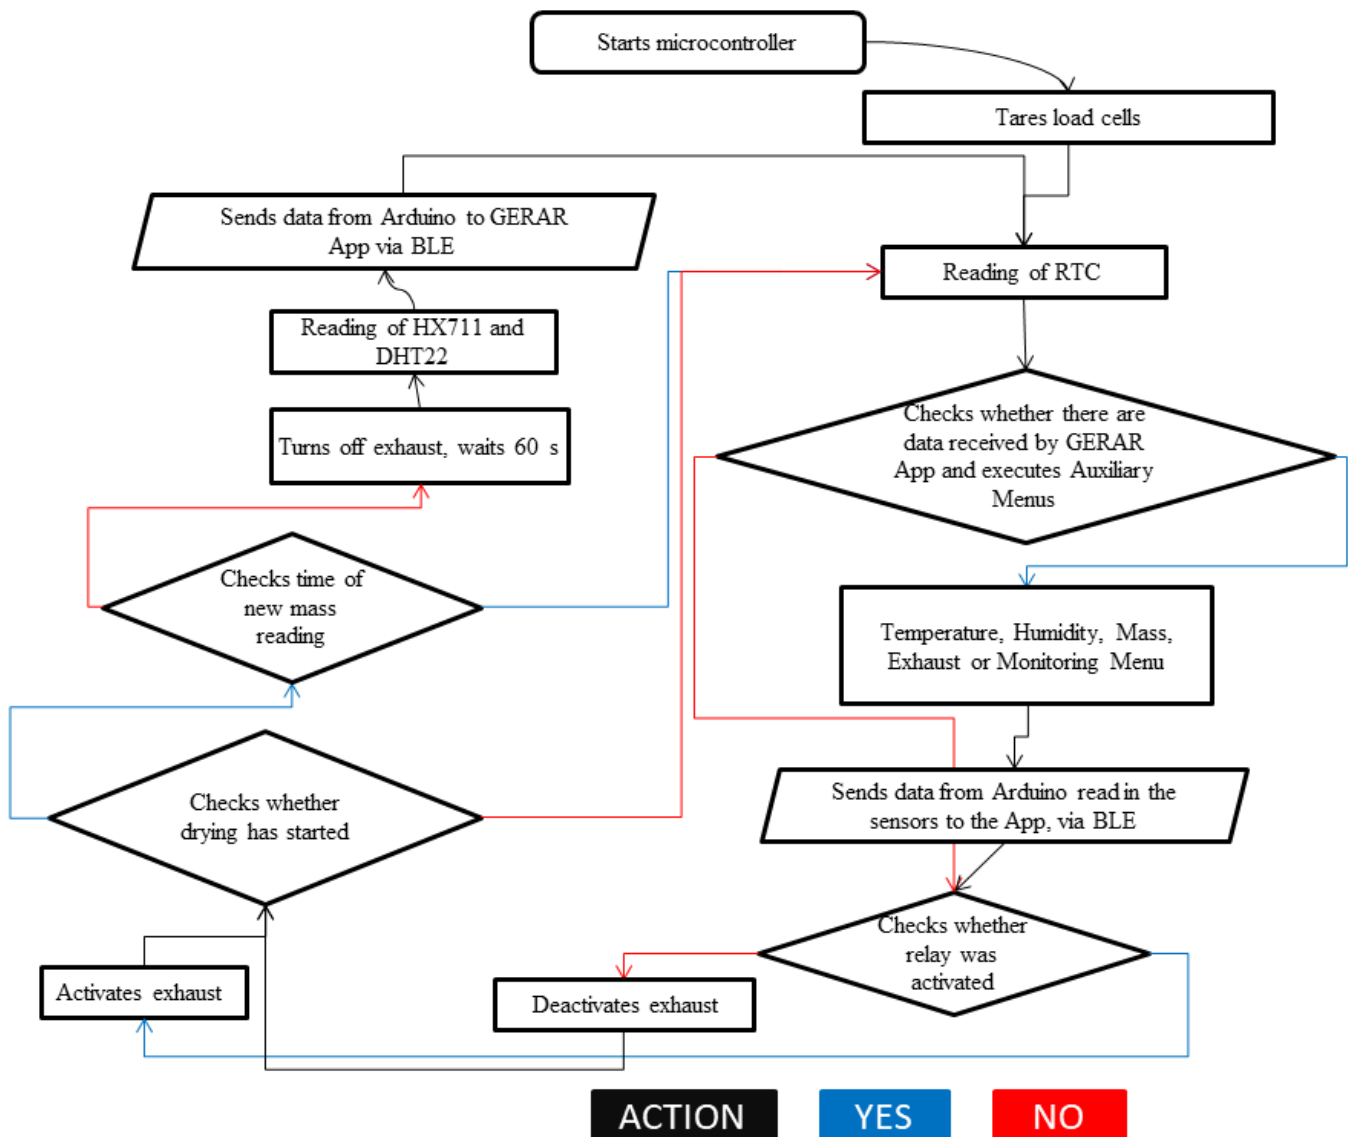 Starts microcontroller
Tares load cells
Sends data from Arduino to GERAR
App via BLE
Reading of RTC
Reading of HX711 and
DHT22
Turns off exhaust, waits 60 s
Checks whether there are
data received by GERAR
App and executes Auxiliary
Menus
Checks time of
new mass
reading
Temperature, Humidity, Mass,
Exhaust or Monitoring Menu
Checks whether
drying has started
Sends data from Arduino read in the
sensors to the App, via BLE
Checks whether
relay was
activated
Activates exhaust
Deactivates exhaust
ACTION
YES
NO